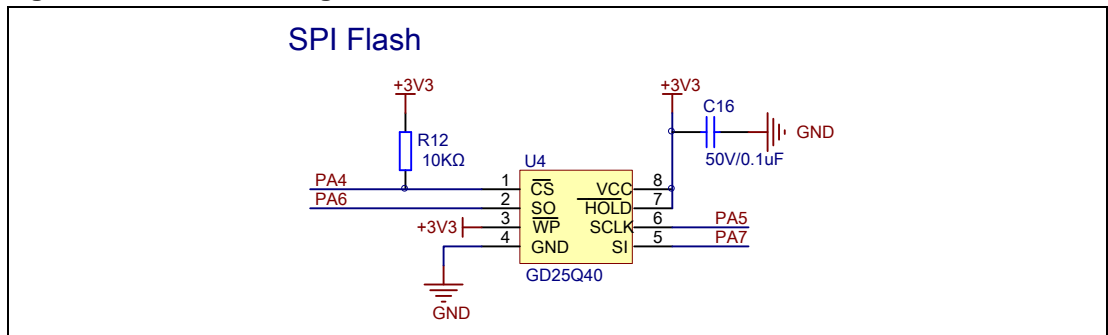 SPI Flash
+3V3
+3V3
C16
GND
R12
10KΩ
50V/0.1uF
U4
PA4 1 CS VCC 8
PA6 2 SO HOLD 7
+3V3 3 WP SCLK 6 PA5
4 GND SI 5 PA7
GD25Q40
GND